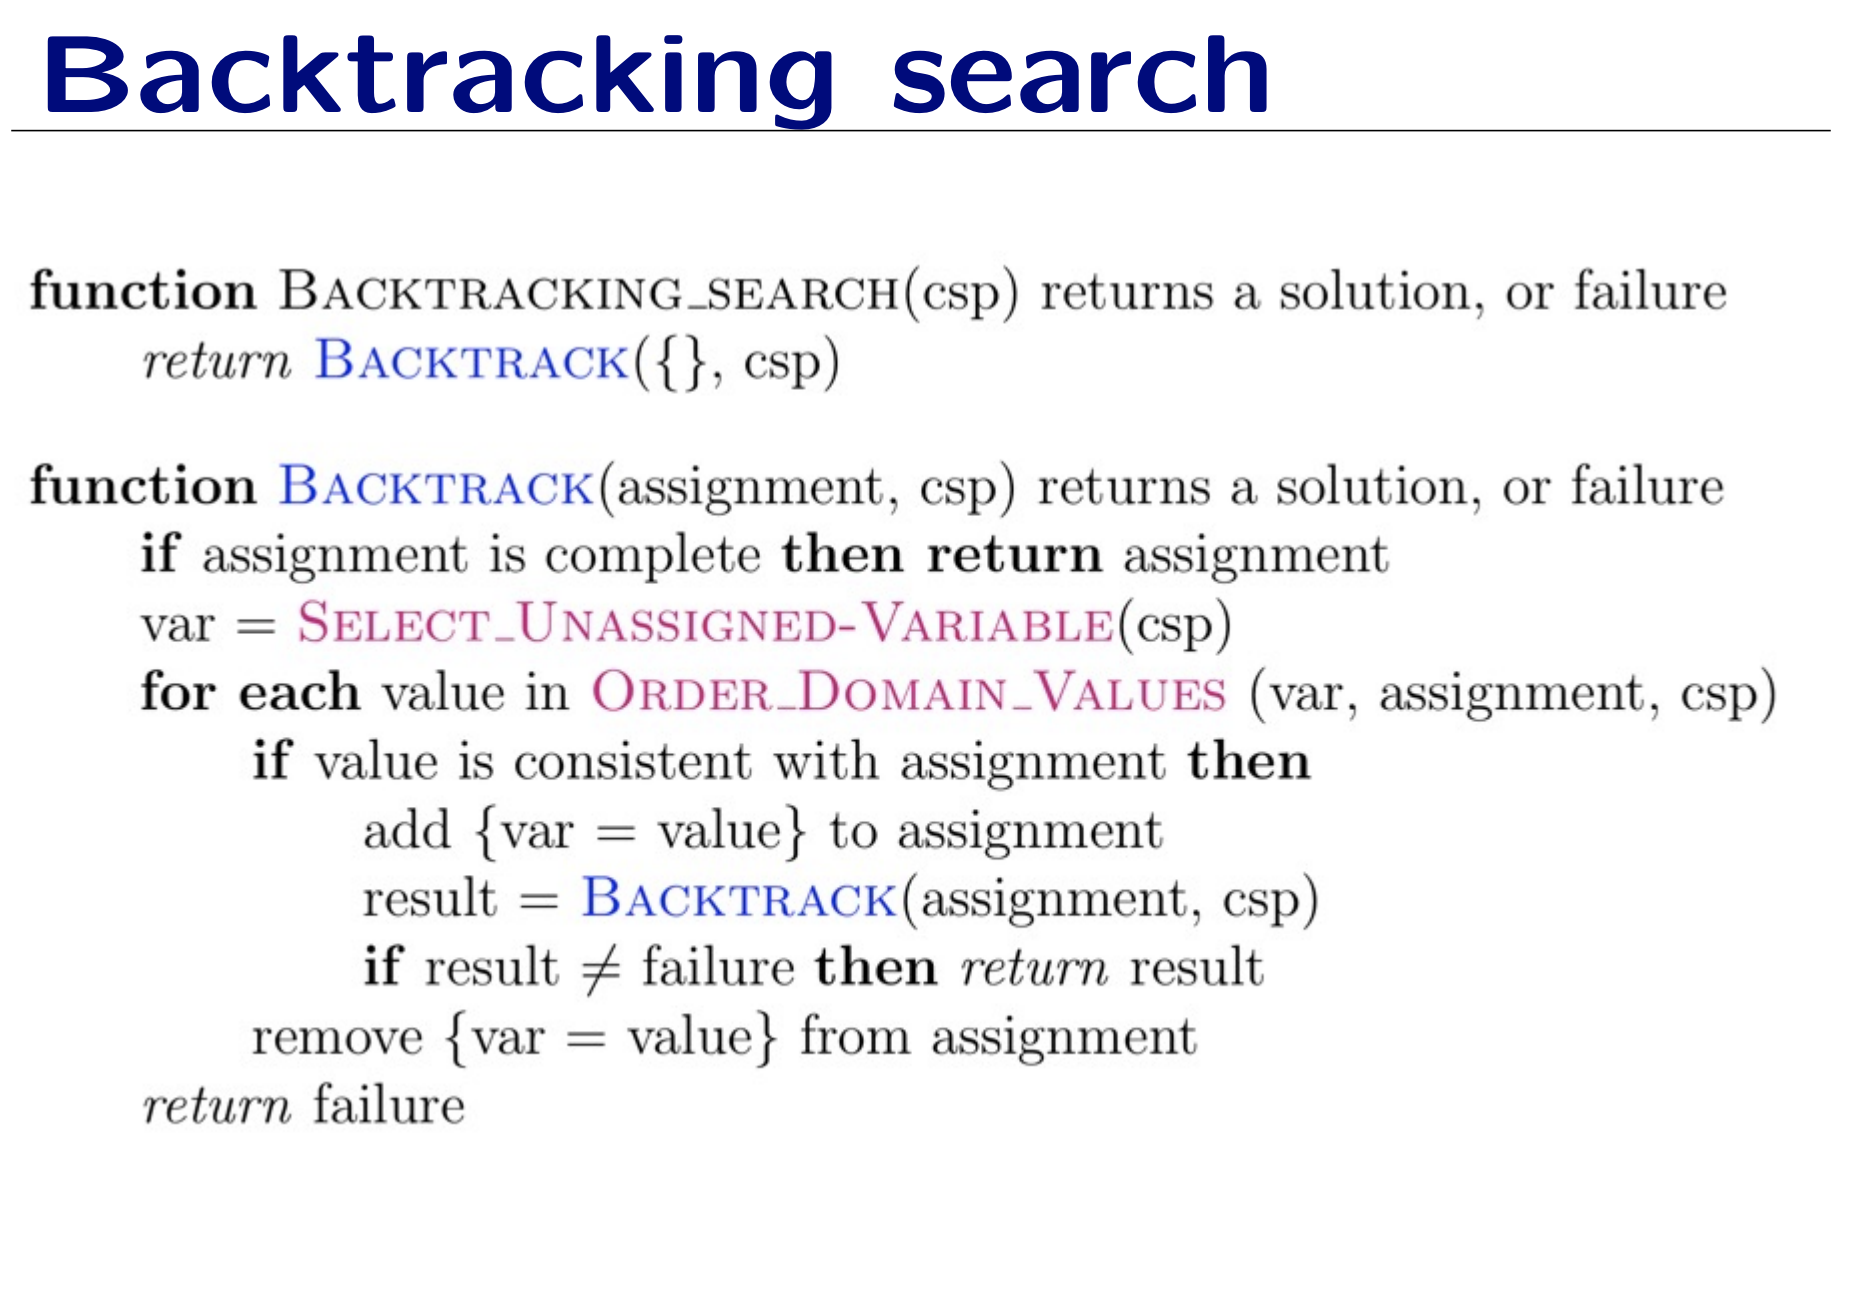 Backtracking search
function BACKTRACKING_SEARCH(csp) returns a solution, or failure
return BACKTRACK({}, csp)
function BACKTRACK(assignment, csp) returns a solution, or failure
if assignment is complete then return assignment
var = SELECT_UNASSIGNED-VARIABLE(csp)
for each value in ORDER_DOMAIN_VALUES (var, assignment, csp)
if value is consistent with assignment then
add {var = value} to assignment
result = BACKTRACK(assignment, csp)
if result ≠ failure then return result
remove {var = value} from assignment
return failure